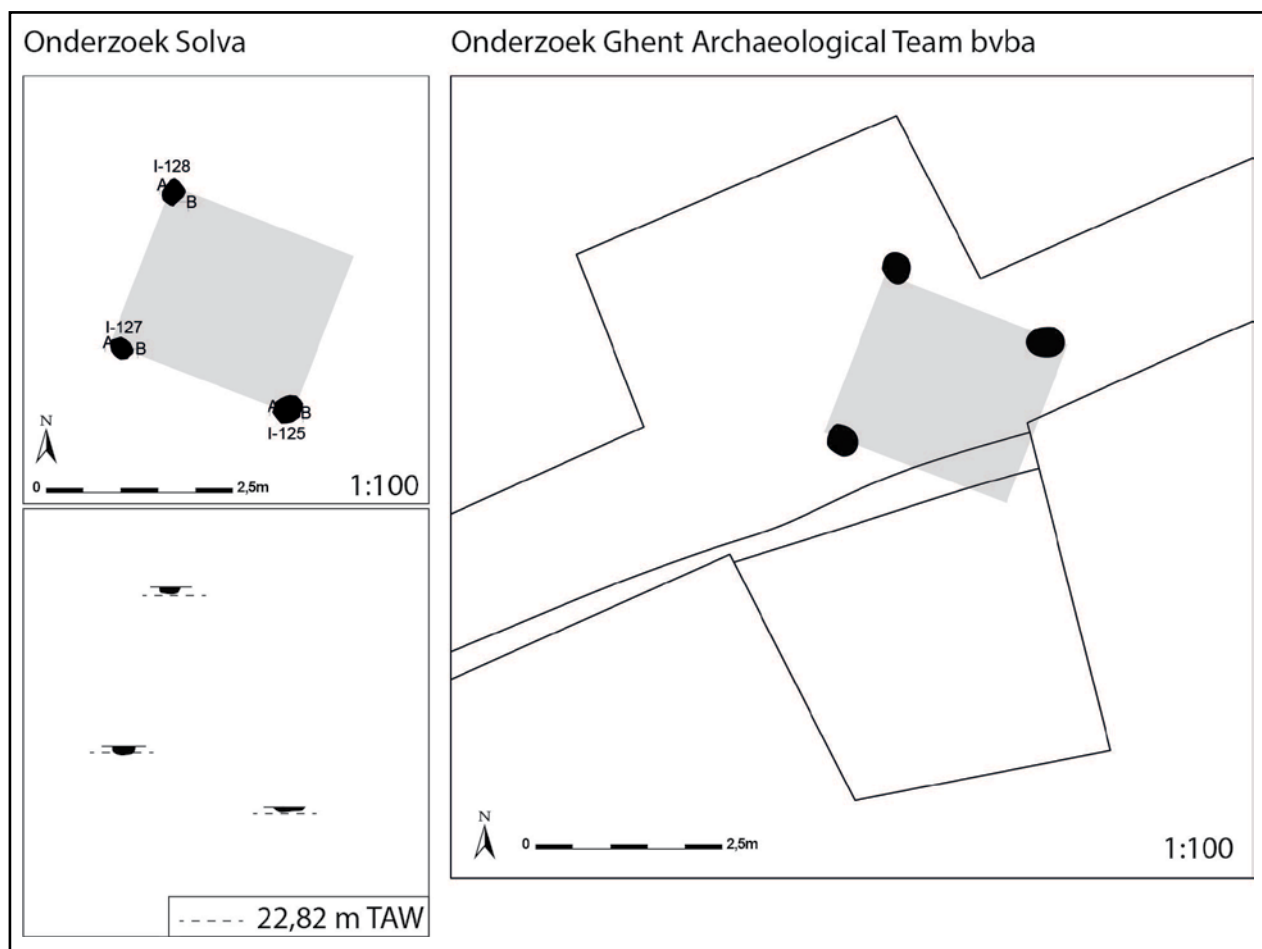 Onderzoek Solva
I-128
A
B
I-127
A B
A B
I-125
N
0 2,5m
1:100
22,82 m TAW
Onderzoek Ghent Archaeological Team bvba
N
0 2,5m
1:100